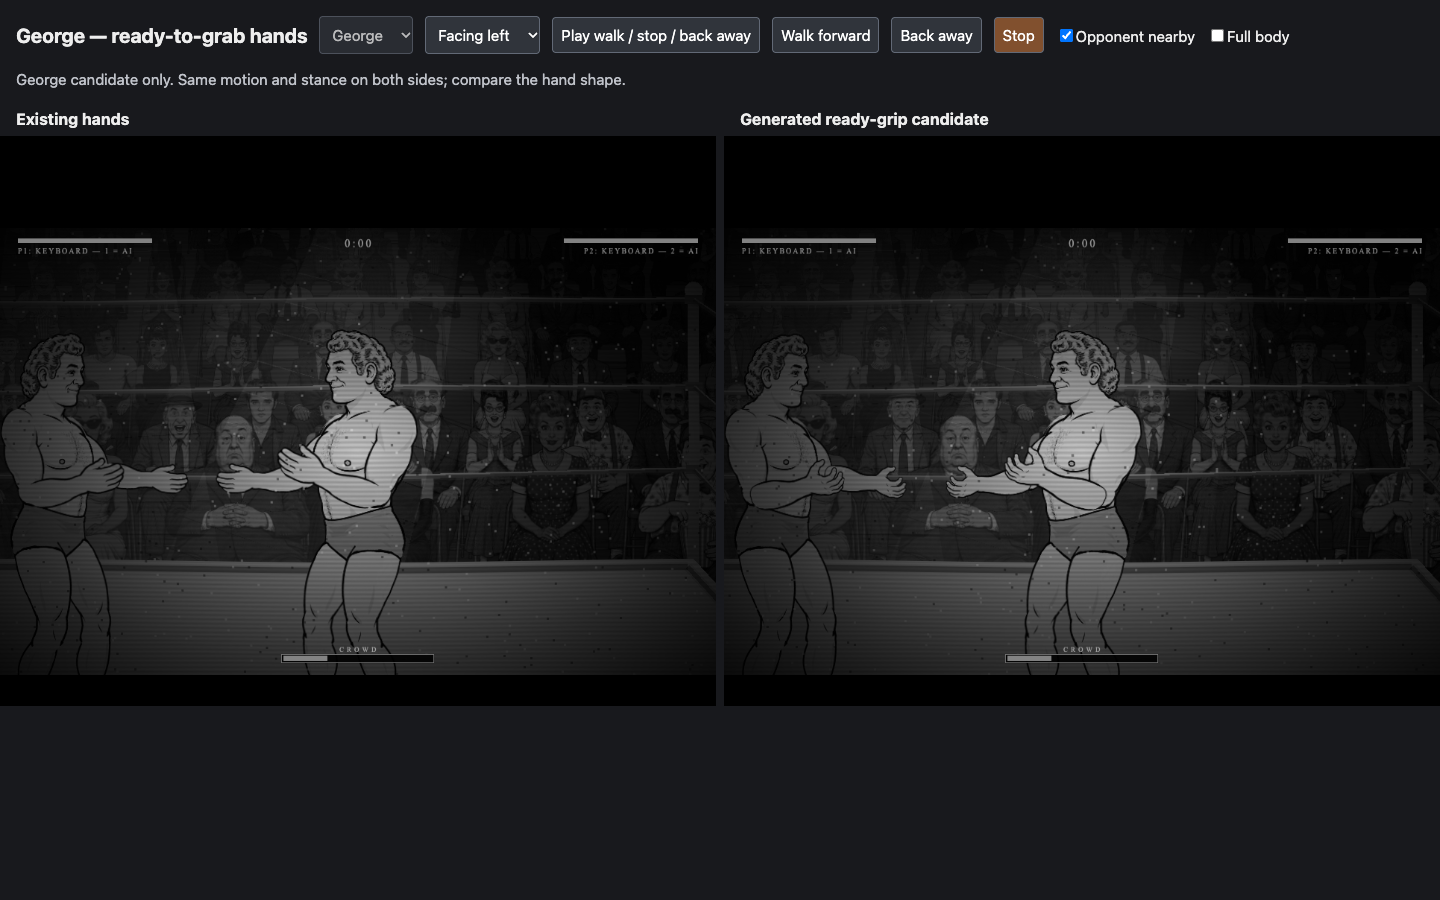 George — ready-to-grab hands
George
Facing left
Play walk / stop / back away
Walk forward
Back away
Stop
Opponent nearby
Full body
George candidate only. Same motion and stance on both sides; compare the hand shape.
Existing hands
Generated ready-grip candidate
0:00
P1: KEYBOARD — 1 = AI
P2: KEYBOARD — 2 = AI
CROWD
0:00
P1: KEYBOARD — 1 = AI
P2: KEYBOARD — 2 = AI
CROWD